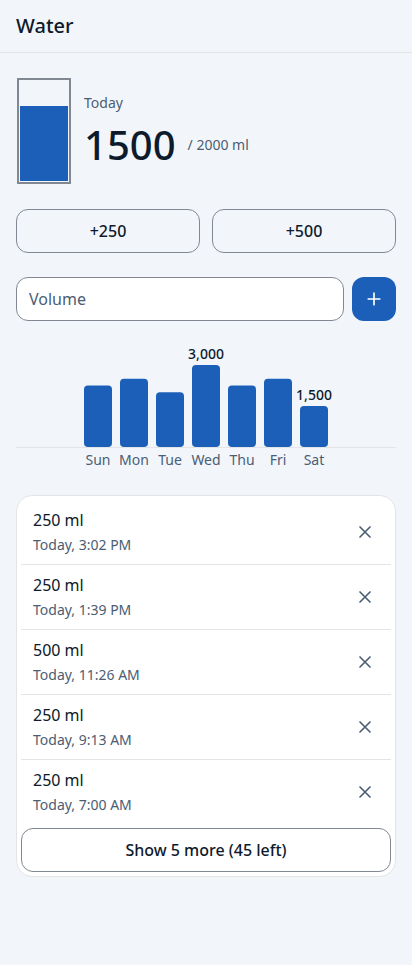 Water
Today
1500 / 2000 ml
+250 +500
Volume
3,000
1,500
Sun Mon Tue Wed Thu Fri Sat
250 ml
Today, 3:02 PM
250 ml
Today, 1:39 PM
500 ml
Today, 11:26 AM
250 ml
Today, 9:13 AM
250 ml
Today, 7:00 AM
Show 5 more (45 left)